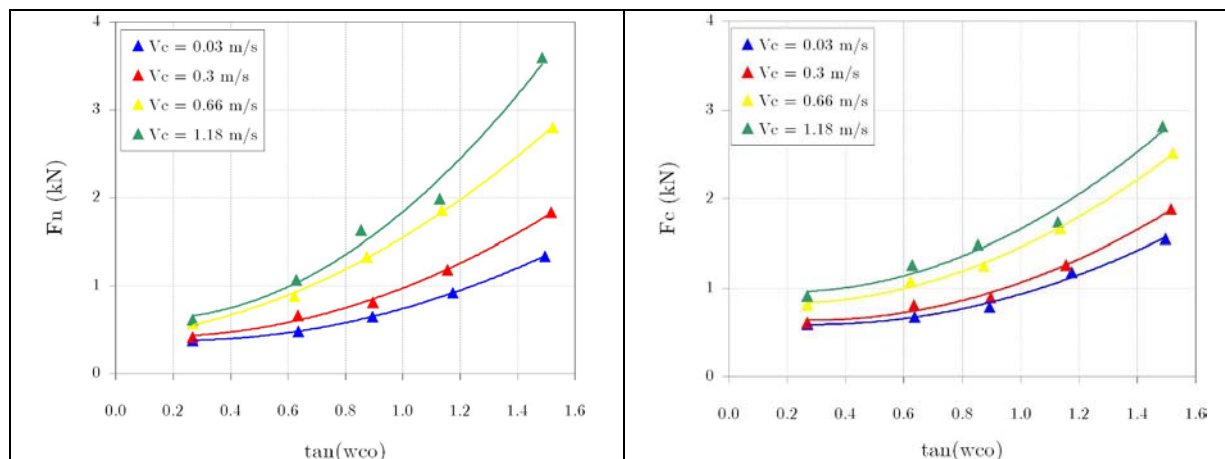 4
3
2
1
0
Fn (kN)
Vc = 0.03 m/s
Vc = 0.3 m/s
Vc = 0.66 m/s
Vc = 1.18 m/s
0.0 0.2 0.4 0.6 0.8 1.0 1.2 1.4 1.6
tan(wco)
4
3
2
1
0
Fc (kN)
Vc = 0.03 m/s
Vc = 0.3 m/s
Vc = 0.66 m/s
Vc = 1.18 m/s
0.0 0.2 0.4 0.6 0.8 1.0 1.2 1.4 1.6
tan(wco)